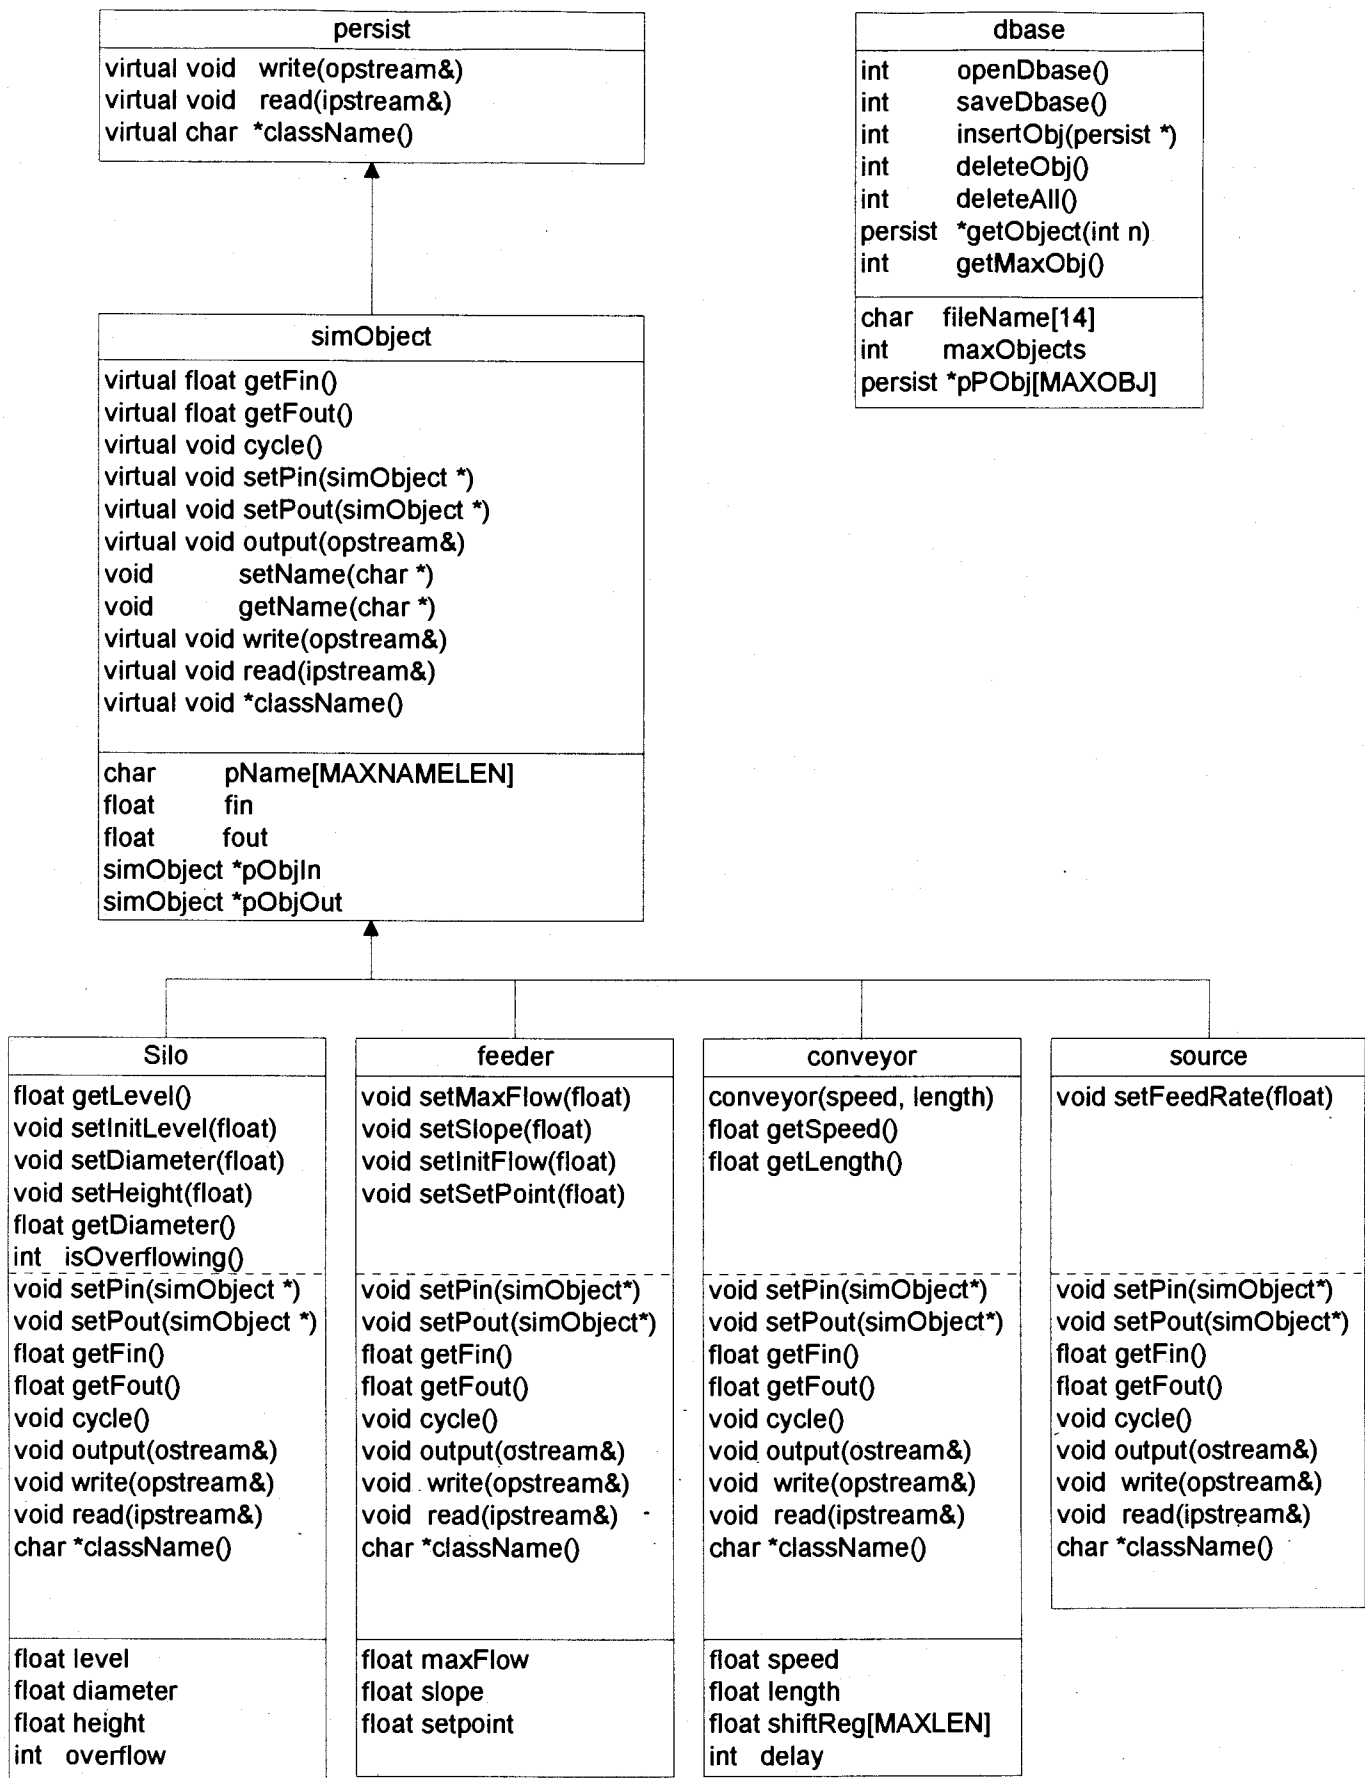 persist
virtual void write(opstream&)
virtual void read(ipstream&)
virtual char *className()
dbase
int openDbase()
int saveDbase()
int insertObj(persist *)
int deleteObj()
int deleteAll()
persist *getObject(int n)
int getMaxObj()
char fileName[14]
int maxObjects
persist *pPObj[MAXOBJ]
simObject
virtual float getFin()
virtual float getFout()
virtual void cycle()
virtual void setPin(simObject *)
virtual void setPout(simObject *)
virtual void output(opstream&)
void setName(char *)
void getName(char *)
virtual void write(opstream&)
virtual void read(ipstream&)
virtual void *className()
char pName[MAXNAMELEN]
float fin
float fout
simObject *pObjIn
simObject *pObjOut
Silo
float getLevel()
void setInitLevel(float)
void setDiameter(float)
void setHeight(float)
float getDiameter()
int isOverflowing()
void setPin(simObject *)
void setPout(simObject *)
float getFin()
float getFout()
void cycle()
void output(ostream&)
void write(opstream&)
void read(ipstream&)
char *className()
float level
float diameter
float height
int overflow
feeder
void setMaxFlow(float)
void setSlope(float)
void setInitFlow(float)
void setSetPoint(float)
void setPin(simObject*)
void setPout(simObject*)
float getFin()
float getFout()
void cycle()
void output(ostream&)
void write(opstream&)
void read(ipstream&)
char *className()
float maxFlow
float slope
float setpoint
conveyor
conveyor(speed, length)
float getSpeed()
float getLength()
void setPin(simObject*)
void setPout(simObject*)
float getFin()
float getFout()
void cycle()
void output(ostream&)
void write(opstream&)
void read(ipstream&)
char *className()
float speed
float length
float shiftReg[MAXLEN]
int delay
source
void setFeedRate(float)
void setPin(simObject*)
void setPout(simObject*)
float getFin()
float getFout()
void cycle()
void output(ostream&)
void write(opstream&)
void read(ipstream&)
char *className()